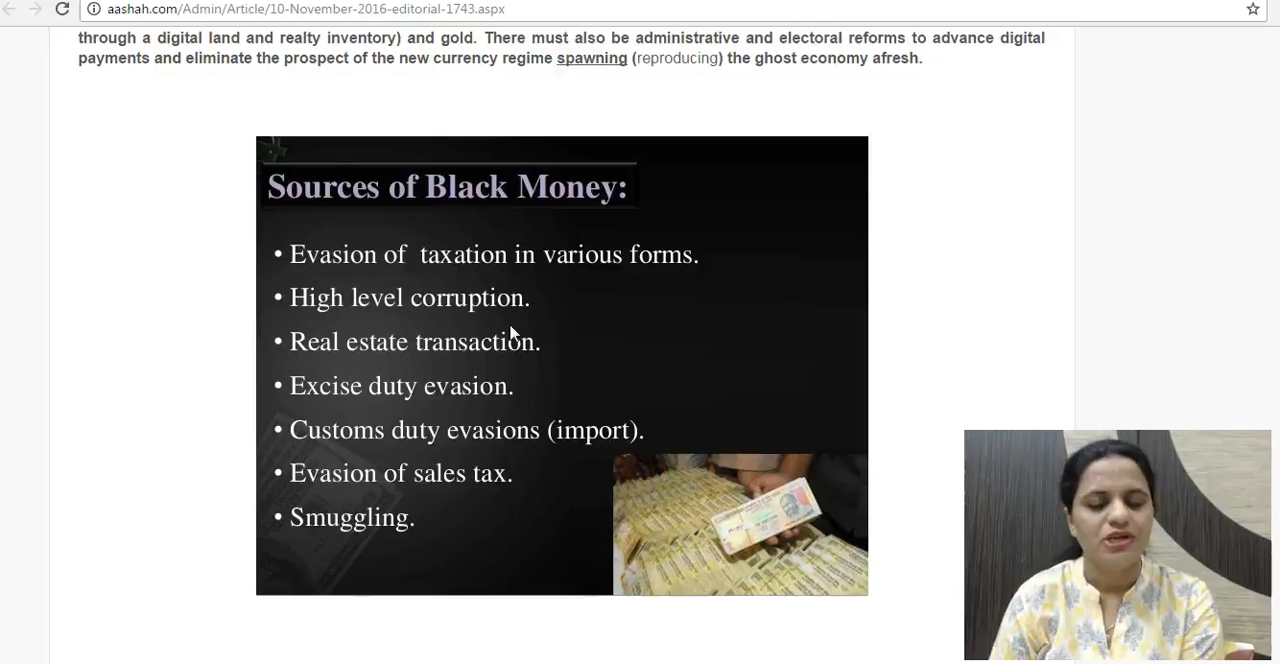 aashah.com/Admin/Article/10-November-2016-editorial-1743.aspx
through a digital land and realty inventory) and gold. There must also be administrative and electoral reforms to advance digital
payments and eliminate the prospect of the new currency regime spawning (reproducing) the ghost economy afresh.
Sources of Black Money:
• Evasion of taxation in various forms.
• High level corruption.
• Real estate transaction.
• Excise duty evasion.
• Customs duty evasions (import).
• Evasion of sales tax.
• Smuggling.